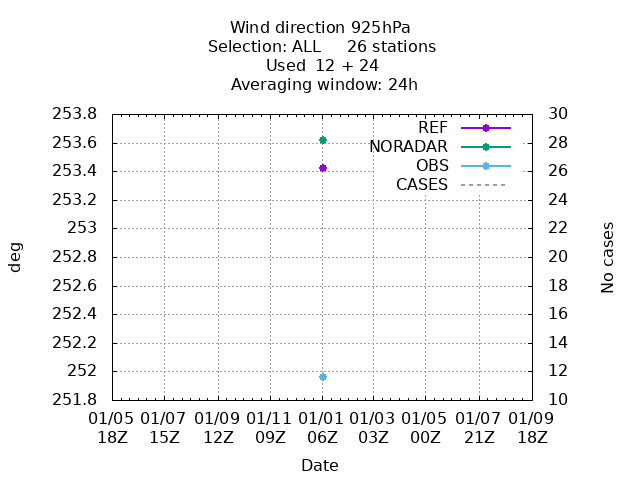 Wind direction 925hPa
Selection: ALL     26 stations
Used  12 + 24
Averaging window: 24h
253.8
253.6
253.4
253.2
253
252.8
252.6
252.4
252.2
252
251.8
30
28
26
24
22
20
18
16
14
12
10
REF
NORADAR
OBS
CASES
deg
No cases
01/05 01/07 01/09 01/11 01/01 01/03 01/05 01/07 01/09
18Z 15Z 12Z 09Z 06Z 03Z 00Z 21Z 18Z
Date